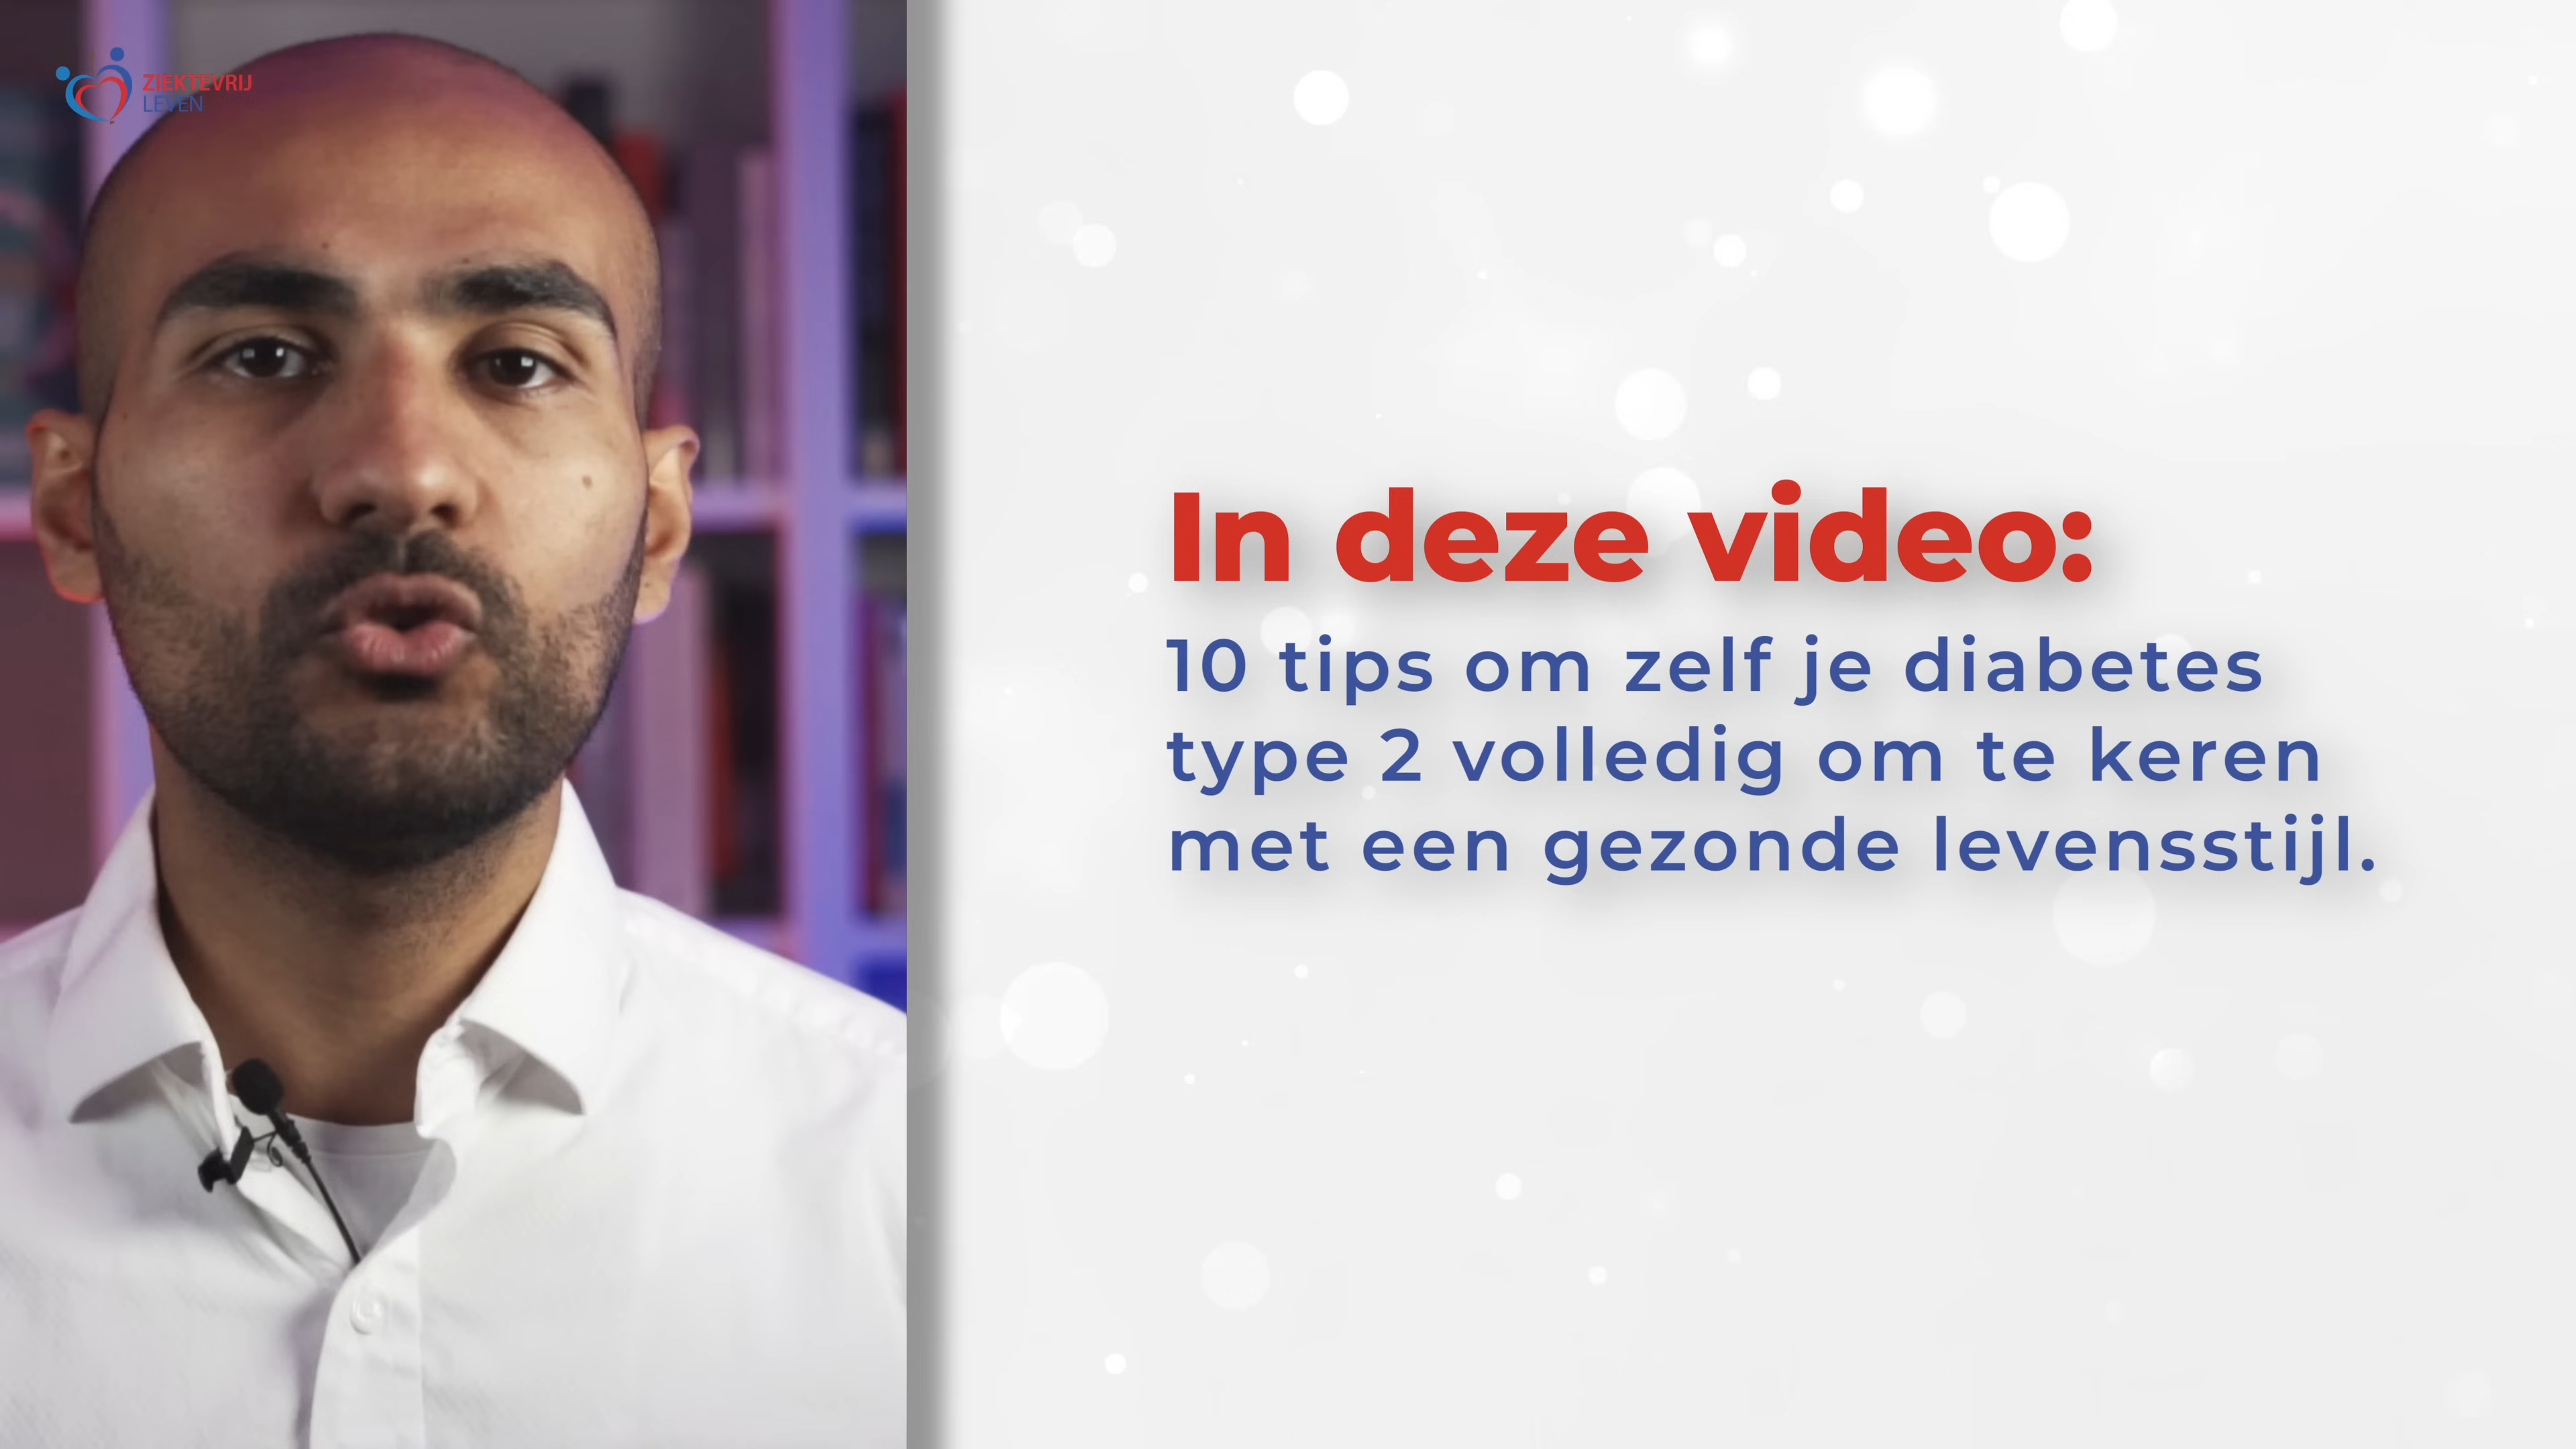 ZIEKTEVRIJ
LEVEN
In deze video:
10 tips om zelf je diabetes
type 2 volledig om te keren
met een gezonde levensstijl.